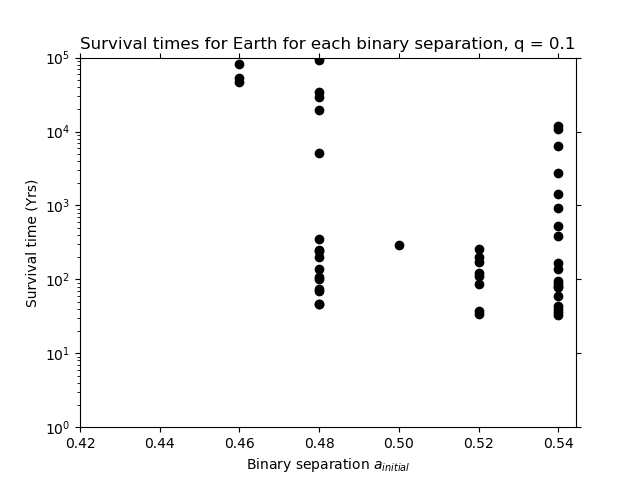 Survival times for Earth for each binary separation, q = 0.1
10^5
10^4
10^3
10^2
10^1
10^0
Survival time (Yrs)
0.42 0.44 0.46 0.48 0.50 0.52 0.54
Binary separation a_initial